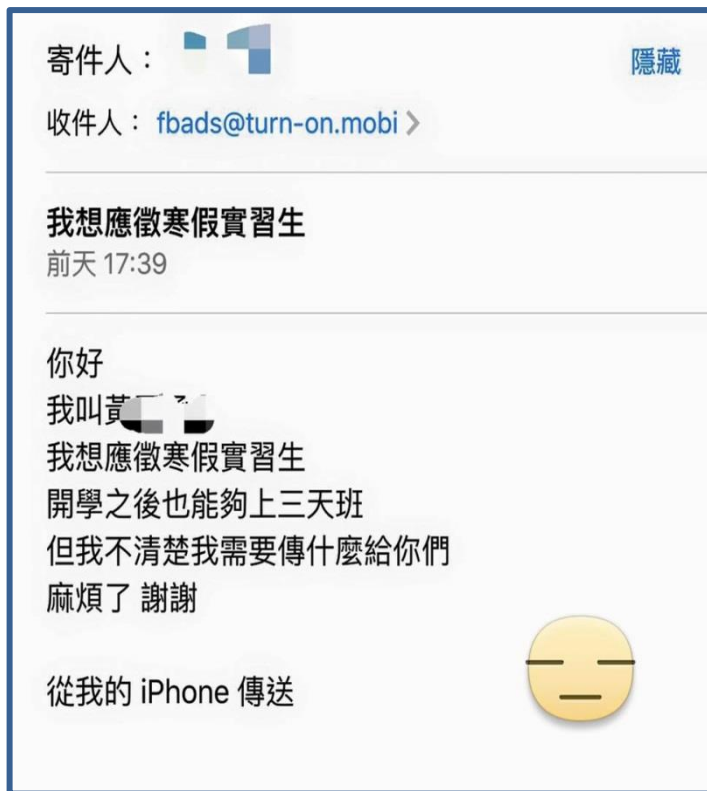 寄件人：
隱藏
收件人： fbads@turn-on.mobi
我想應徵寒假實習生
前天 17:39
你好
我叫黃
我想應徵寒假實習生
開學之後也能夠上三天班
但我不清楚我需要傳什麼給你們
麻煩了 謝謝
從我的 iPhone 傳送